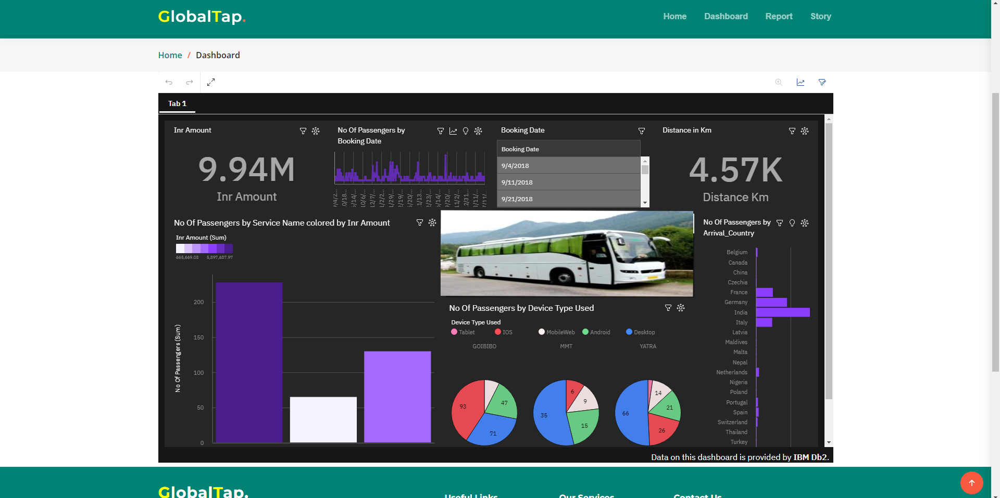 GlobalTap.
Home Dashboard Report Story
Home / Dashboard
Tab 1
Inr Amount
9.94M
Inr Amount
No Of Passengers by
Booking Date
Booking Date
Booking Date
9/4/2018
9/11/2018
9/21/2018
Distance in Km
4.57K
Distance Km
No Of Passengers by Service Name colored by Inr Amount
Inr Amount (Sum)
665,669.08 5,897,637.97
No Of Passengers (Sum)
200
150
100
50
0
No Of Passengers by Device Type Used
Device Type Used
Tablet IOS MobileWeb Android Desktop
GOIBIBO MMT YATRA
93 47 71
6 9 15 35
14 21 26 66
No Of Passengers by
Arrival_Country
Belgium
Canada
China
Czechia
France
Germany
India
Italy
Latvia
Maldives
Malta
Nepal
Netherlands
Nigeria
Poland
Portugal
Spain
Switzerland
Thailand
Turkey
Data on this dashboard is provided by IBM Db2.
GlobalTap.
Useful Links Our Services Contact Us